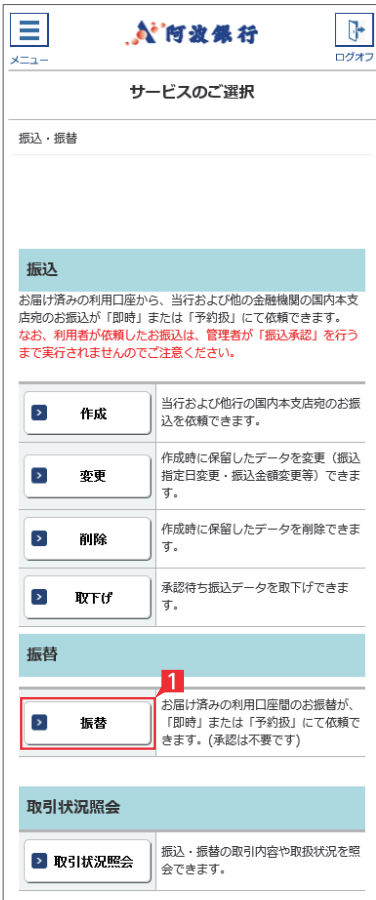 阿波銀行
メニュー
ログオフ
サービスのご選択
振込・振替
振込
お届け済みの利用口座から、当行および他の金融機関の国内本支
店宛のお振込が「即時」または「予約扱」にて依頼できます。
なお、利用者が依頼したお振込は、管理者が「振込承認」を行う
まで実行されませんのでご注意ください。
作成
当行および他行の国内本支店宛のお振
込を依頼できます。
変更
作成時に保留したデータを変更（振込
指定日変更・振込金額変更等）できま
す。
削除
作成時に保留したデータを削除できま
す。
取下げ
承認待ち振込データを取下げできま
す。
振替
1
振替
お届け済みの利用口座間のお振替が、
「即時」または「予約扱」にて依頼で
きます。(承認は不要です)
取引状況照会
取引状況照会
振込・振替の取引内容や取扱状況を照
会できます。